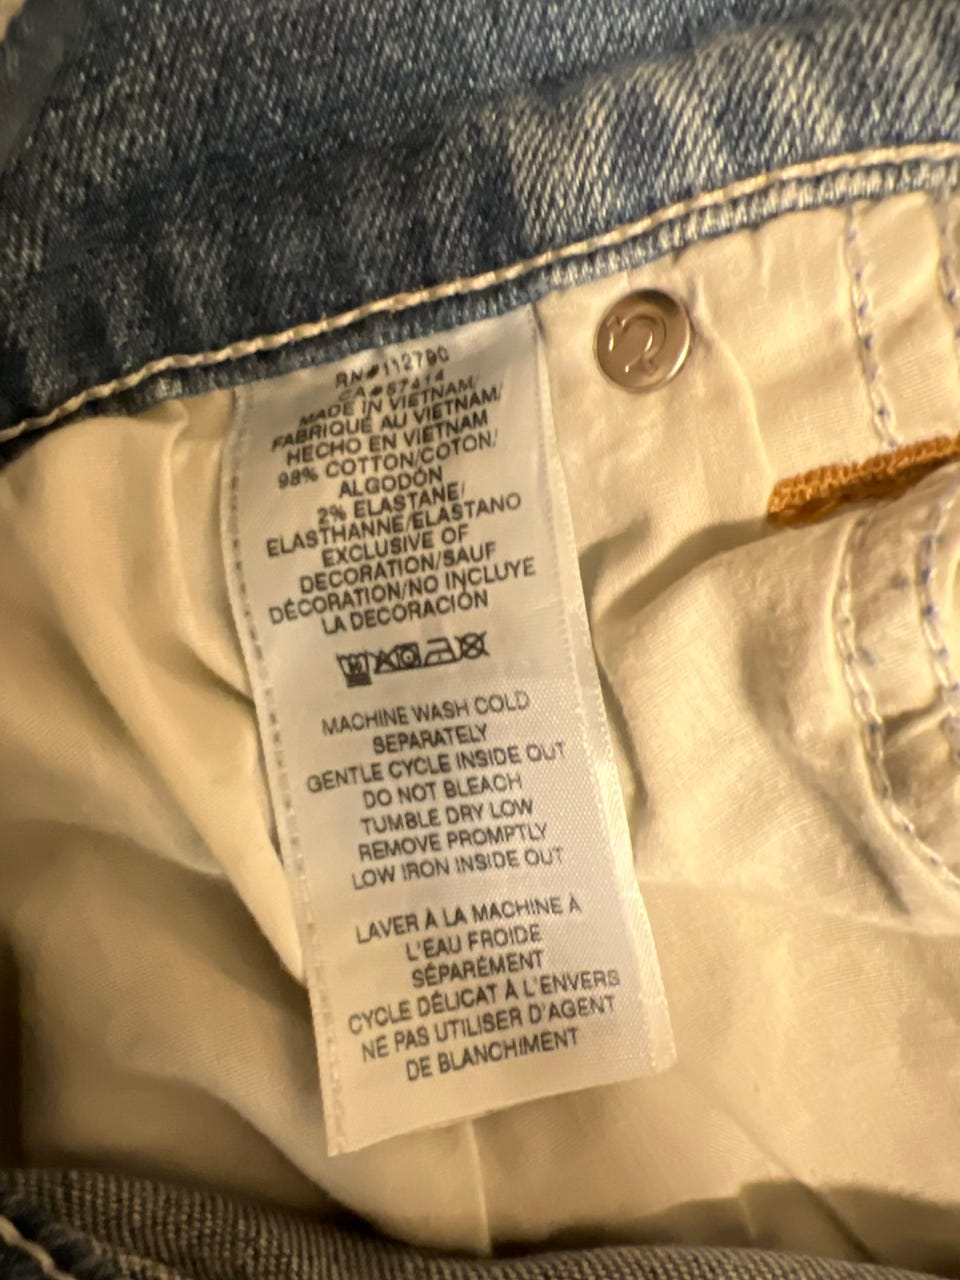 RN#112790
CA#57414
MADE IN VIETNAM/
FABRIQUÉ AU VIETNAM/
HECHO EN VIETNAM
98% COTTON/COTON/
ALGODÓN
2% ELASTANE/
ELASTHANNE/ELASTANO
EXCLUSIVE OF
DECORATION/SAUF
DÉCORATION/NO INCLUYE
LA DECORACIÓN
MACHINE WASH COLD
SEPARATELY
GENTLE CYCLE INSIDE OUT
DO NOT BLEACH
TUMBLE DRY LOW
REMOVE PROMPTLY
LOW IRON INSIDE OUT
LAVER À LA MACHINE À
L'EAU FROIDE
SÉPARÉMENT
CYCLE DÉLICAT À L'ENVERS
NE PAS UTILISER D'AGENT
DE BLANCHIMENT